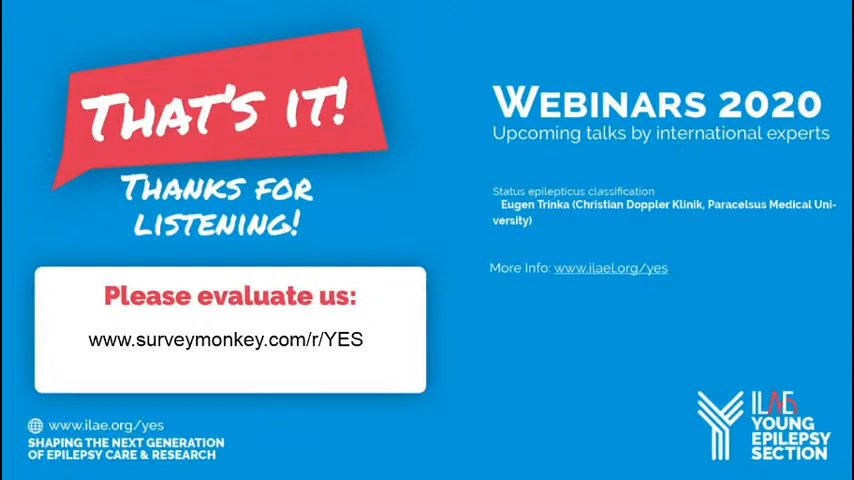 THAT'S IT!
THANKS FOR
LISTENING!
Please evaluate us:
www.surveymonkey.com/r/YES
www.ilae.org/yes
SHAPING THE NEXT GENERATION
OF EPILEPSY CARE & RESEARCH
WEBINARS 2020
Upcoming talks by international experts
Status epilepticus classification
Eugen Trinka (Christian Doppler Klinik, Paracelsus Medical Uni-
versity)
More Info: www.ilael.org/yes
ILAE
YOUNG
EPILEPSY
SECTION